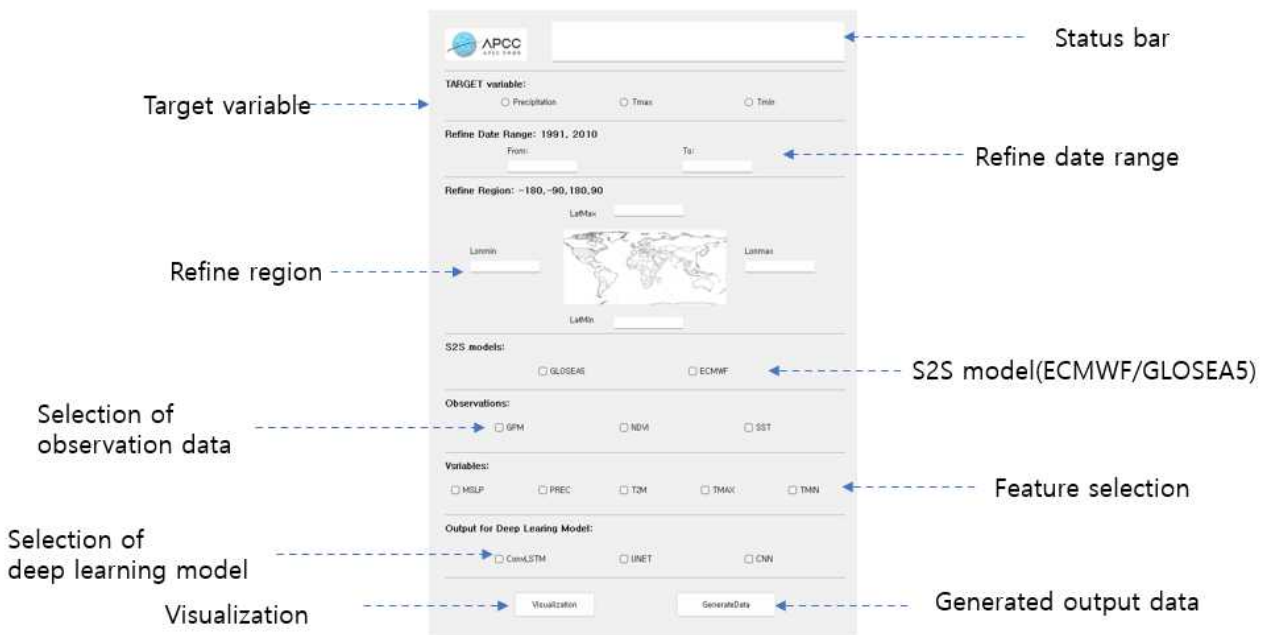 APCC
Status bar
TARGET variable:
Precipitation
Tmax
Tmin
Target variable
Refine Date Range: 1991, 2010
From:
To:
Refine date range
Refine Region: -180,-90,180,90
LatMax
Lonmin
Lonmax
Refine region
LatMin
S2S models:
GLOSEA5
ECMWF
S2S model(ECMWF/GLOSEA5)
Observations:
GPM
NDVI
SST
Selection of
observation data
Variables:
MSLP
PREC
T2M
TMAX
TMIN
Feature selection
Output for Deep Learing Model:
ConvLSTM
UNET
CNN
Selection of
deep learning model
Visualization
GenerateData
Visualization
Generated output data